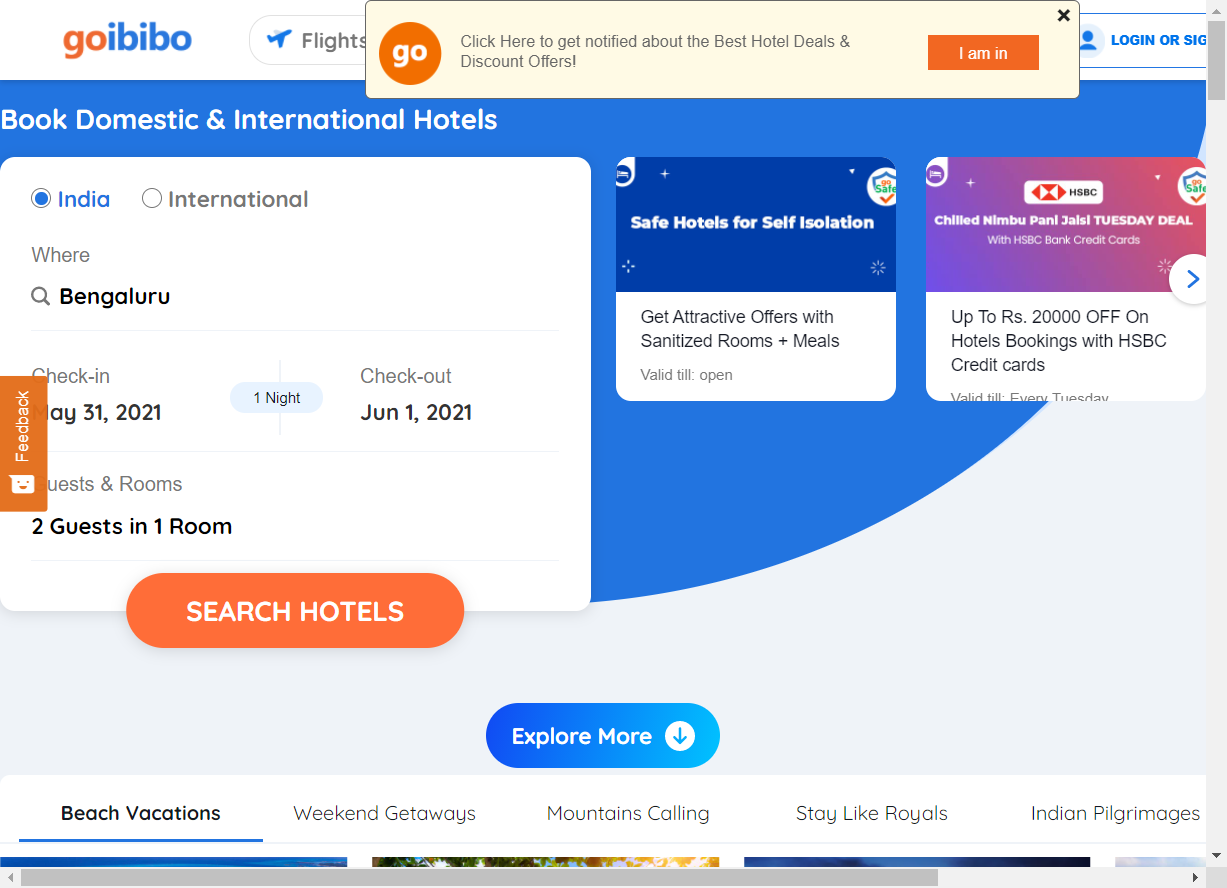 goibibo
Flights
go
Click Here to get notified about the Best Hotel Deals &
Discount Offers!
I am in
LOGIN OR SIG
Book Domestic & International Hotels
India
International
Where
Bengaluru
Check-in
May 31, 2021
1 Night
Check-out
Jun 1, 2021
Guests & Rooms
2 Guests in 1 Room
SEARCH HOTELS
Feedback
go
Safe
Safe Hotels for Self Isolation
Get Attractive Offers with
Sanitized Rooms + Meals
Valid till: open
HSBC
go
Safe
Chilled Nimbu Pani Jaisi TUESDAY DEAL
With HSBC Bank Credit Cards
Up To Rs. 20000 OFF On
Hotels Bookings with HSBC
Credit cards
Valid till: Every Tuesday
Explore More
Beach Vacations
Weekend Getaways
Mountains Calling
Stay Like Royals
Indian Pilgrimages